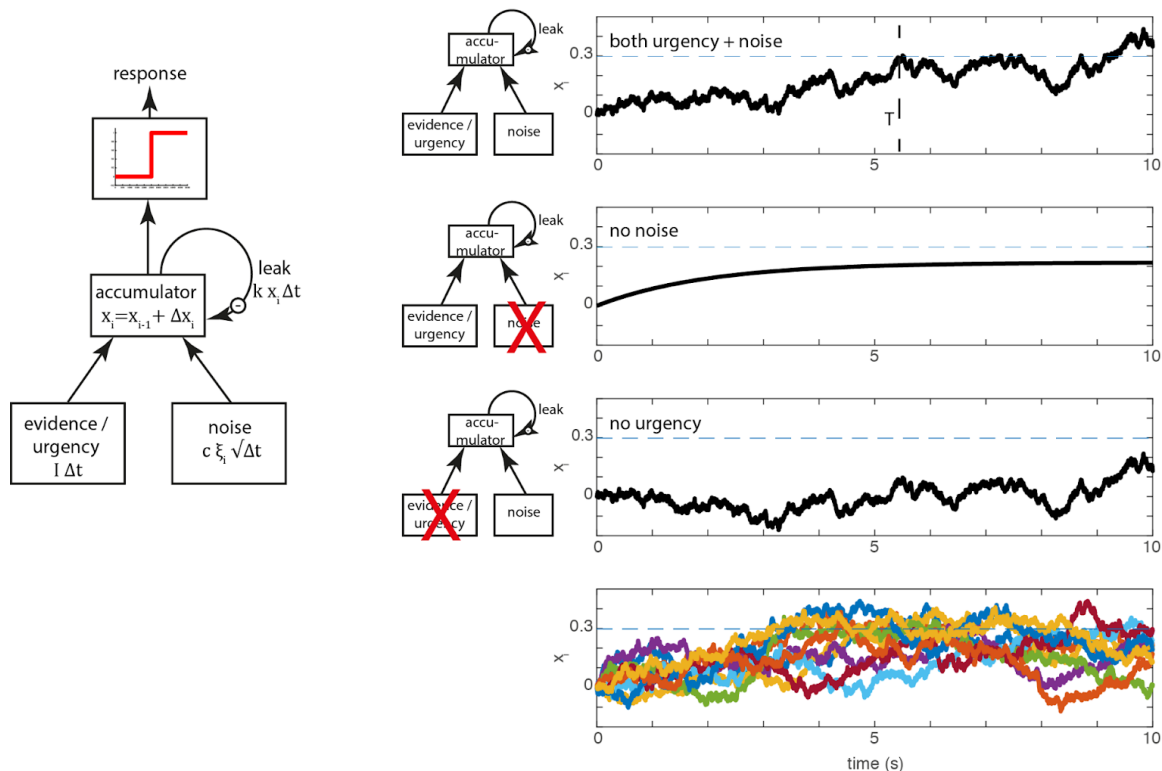 response
accumulator
xᵢ=xᵢ₋₁+ Δxᵢ
leak
k xᵢ Δt
evidence /
urgency
I Δt
noise
c ξᵢ √Δt
accu-
mulator
leak
evidence /
urgency
noise
both urgency + noise
0.3
0
xᵢ
T
0
5
10
accu-
mulator
leak
evidence /
urgency
noise
no noise
0.3
0
xᵢ
0
5
10
accu-
mulator
leak
evidence /
urgency
noise
no urgency
0.3
0
xᵢ
0
5
10
0.3
0
xᵢ
0
5
10
time (s)